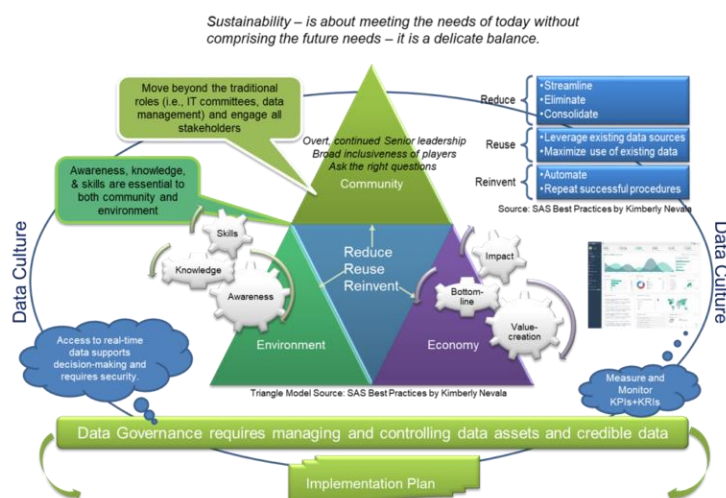 Sustainability – is about meeting the needs of today without
comprising the future needs – it is a delicate balance.
Move beyond the traditional
roles (i.e., IT committees, data
management) and engage all
stakeholders
Awareness, knowledge,
& skills are essential to
both community and
environment
Overt, continued Senior leadership
Broad inclusiveness of players
Ask the right questions
Community
Reduce
•Streamline
•Eliminate
•Consolidate
Reuse
•Leverage existing data sources
•Maximize use of existing data
Reinvent
•Automate
•Repeat successful procedures
Source: SAS Best Practices by Kimberly Nevala
Data Culture
Skills
Knowledge
Awareness
Environment
Reduce
Reuse
Reinvent
Impact
Bottom-
line
Value-
creation
Economy
Data Culture
Access to real-time
data supports
decision-making and
requires security.
Measure and
Monitor
KPIs+KRIs
Triangle Model Source: SAS Best Practices by Kimberly Nevala
Data Governance requires managing and controlling data assets and credible data
Implementation Plan